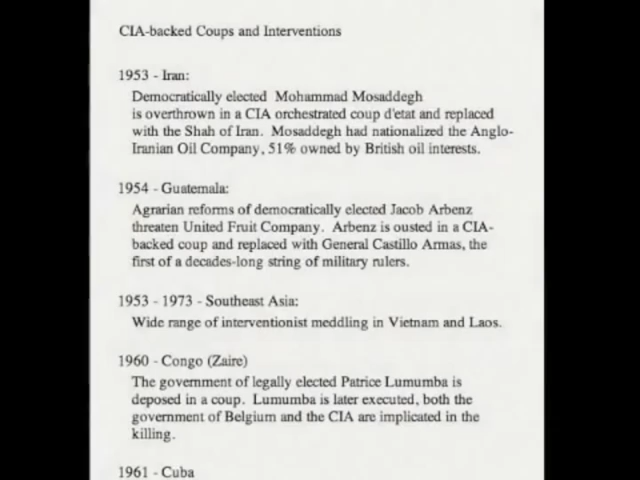 CIA-backed Coups and Interventions
1953 - Iran:
Democratically elected Mohammad Mosaddegh
is overthrown in a CIA orchestrated coup d'etat and replaced
with the Shah of Iran. Mosaddegh had nationalized the Anglo-
Iranian Oil Company, 51% owned by British oil interests.
1954 - Guatemala:
Agrarian reforms of democratically elected Jacob Arbenz
threaten United Fruit Company. Arbenz is ousted in a CIA-
backed coup and replaced with General Castillo Armas, the
first of a decades-long string of military rulers.
1953 - 1973 - Southeast Asia:
Wide range of interventionist meddling in Vietnam and Laos.
1960 - Congo (Zaire)
The government of legally elected Patrice Lumumba is
deposed in a coup. Lumumba is later executed, both the
government of Belgium and the CIA are implicated in the
killing.
1961 - Cuba